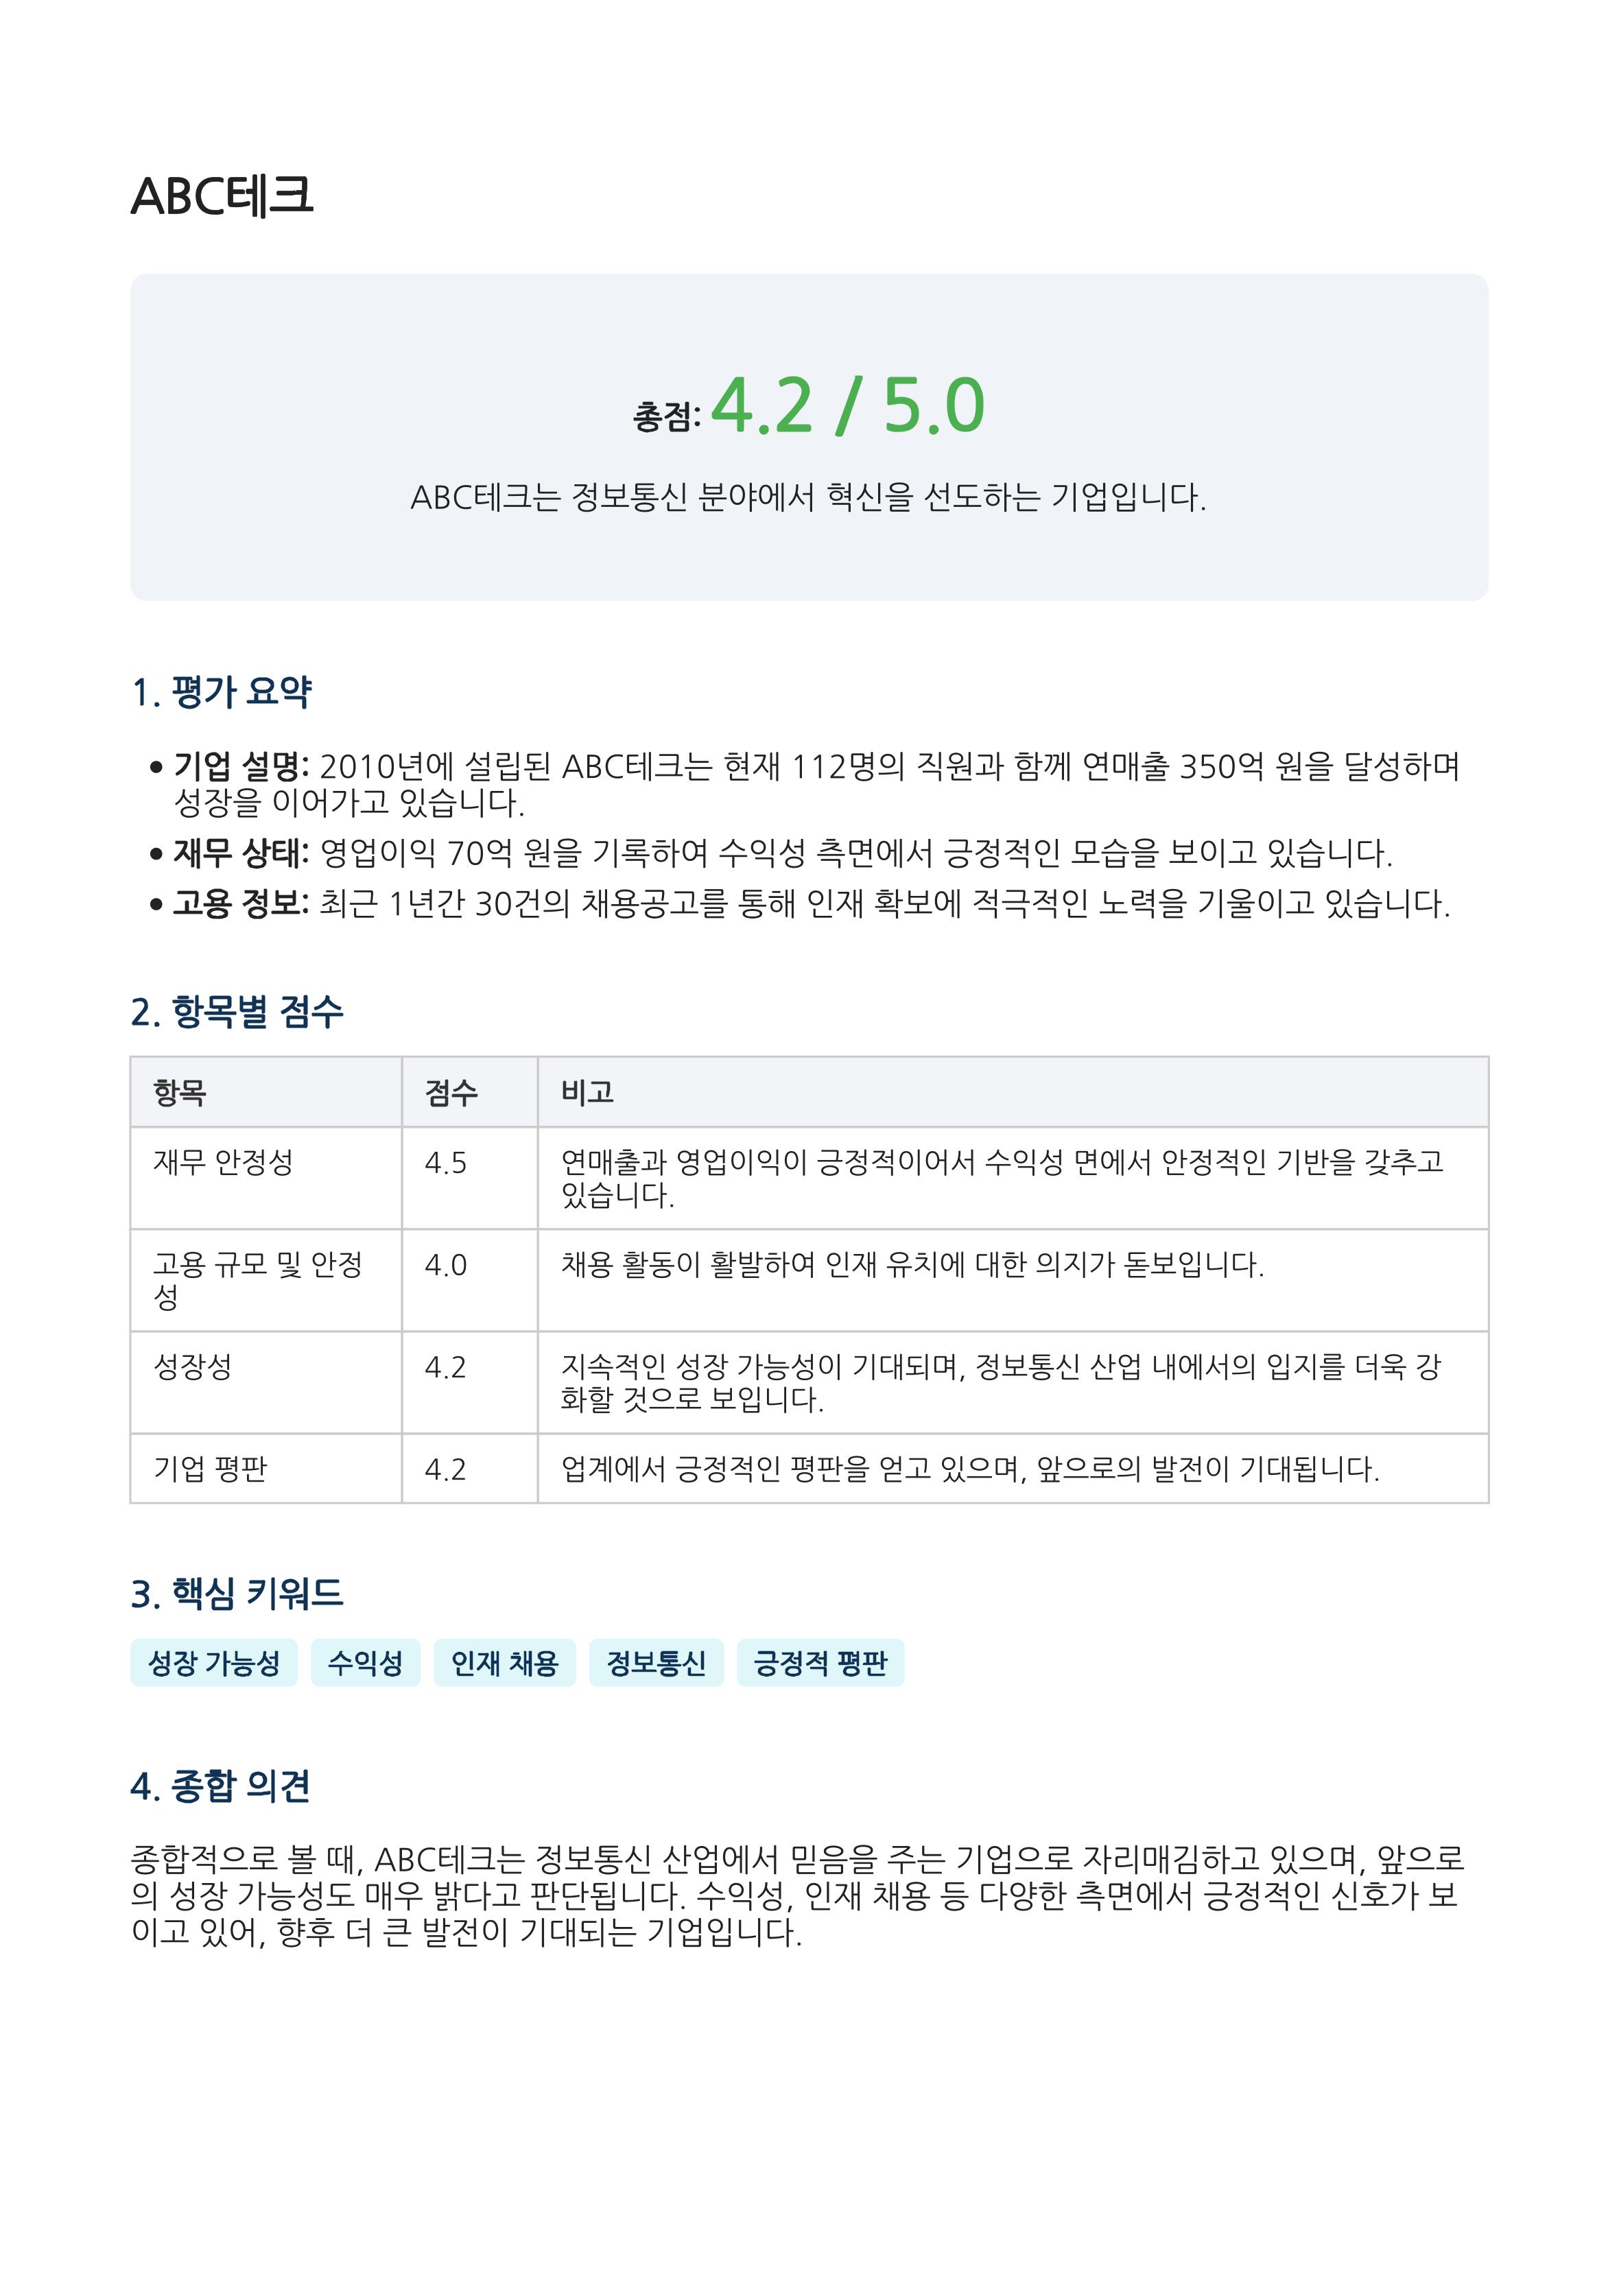 ABC테크
총점: 4.2 / 5.0
ABC테크는 정보통신 분야에서 혁신을 선도하는 기업입니다.
1. 평가 요약
• 기업 설명: 2010년에 설립된 ABC테크는 현재 112명의 직원과 함께 연매출 350억 원을 달성하며
성장을 이어가고 있습니다.
• 재무 상태: 영업이익 70억 원을 기록하여 수익성 측면에서 긍정적인 모습을 보이고 있습니다.
• 고용 정보: 최근 1년간 30건의 채용공고를 통해 인재 확보에 적극적인 노력을 기울이고 있습니다.
2. 항목별 점수
항목 점수 비고
재무 안정성 4.5 연매출과 영업이익이 긍정적이어서 수익성 면에서 안정적인 기반을 갖추고
있습니다.
고용 규모 및 안정 4.0 채용 활동이 활발하여 인재 유치에 대한 의지가 돋보입니다.
성
성장성 4.2 지속적인 성장 가능성이 기대되며, 정보통신 산업 내에서의 입지를 더욱 강
화할 것으로 보입니다.
기업 평판 4.2 업계에서 긍정적인 평판을 얻고 있으며, 앞으로의 발전이 기대됩니다.
3. 핵심 키워드
성장 가능성 수익성 인재 채용 정보통신 긍정적 평판
4. 종합 의견
종합적으로 볼 때, ABC테크는 정보통신 산업에서 믿음을 주는 기업으로 자리매김하고 있으며, 앞으로
의 성장 가능성도 매우 밝다고 판단됩니다. 수익성, 인재 채용 등 다양한 측면에서 긍정적인 신호가 보
이고 있어, 향후 더 큰 발전이 기대되는 기업입니다.